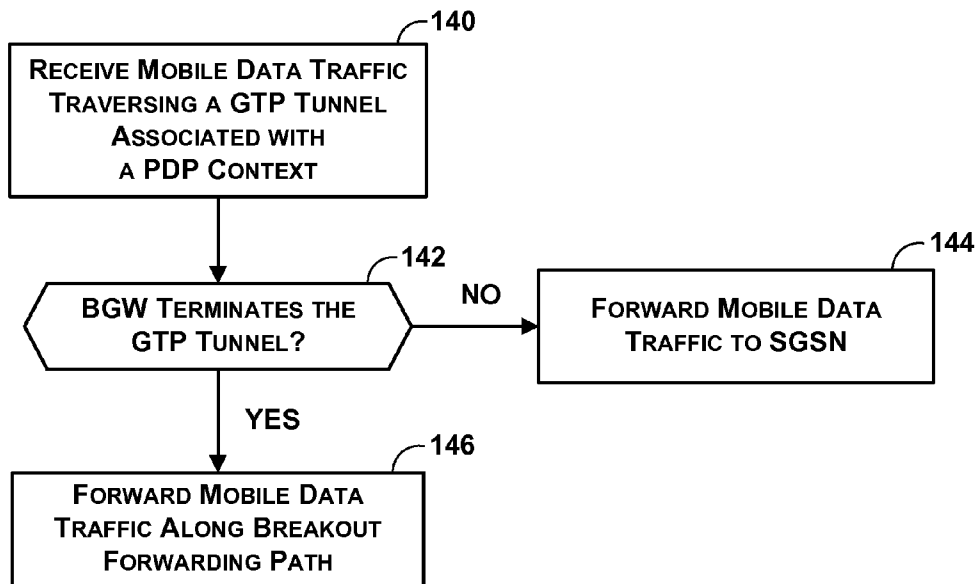 140
RECEIVE MOBILE DATA TRAFFIC
TRAVERSING A GTP TUNNEL
ASSOCIATED WITH
A PDP CONTEXT
142
BGW TERMINATES THE
GTP TUNNEL?
NO
144
FORWARD MOBILE DATA
TRAFFIC TO SGSN
YES
146
FORWARD MOBILE DATA
TRAFFIC ALONG BREAKOUT
FORWARDING PATH